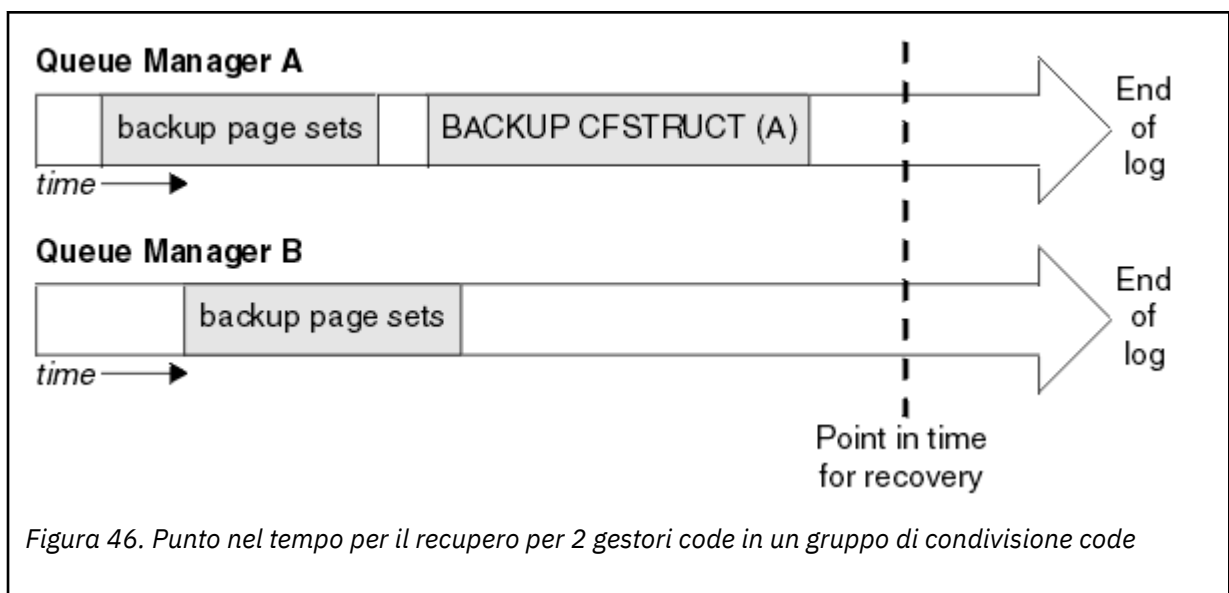 Queue Manager A
backup page sets
BACKUP CFSTRUCT (A)
End
of
log
time
Queue Manager B
backup page sets
End
of
log
time
Point in time
for recovery
Figura 46. Punto nel tempo per il recupero per 2 gestori code in un gruppo di condivisione code